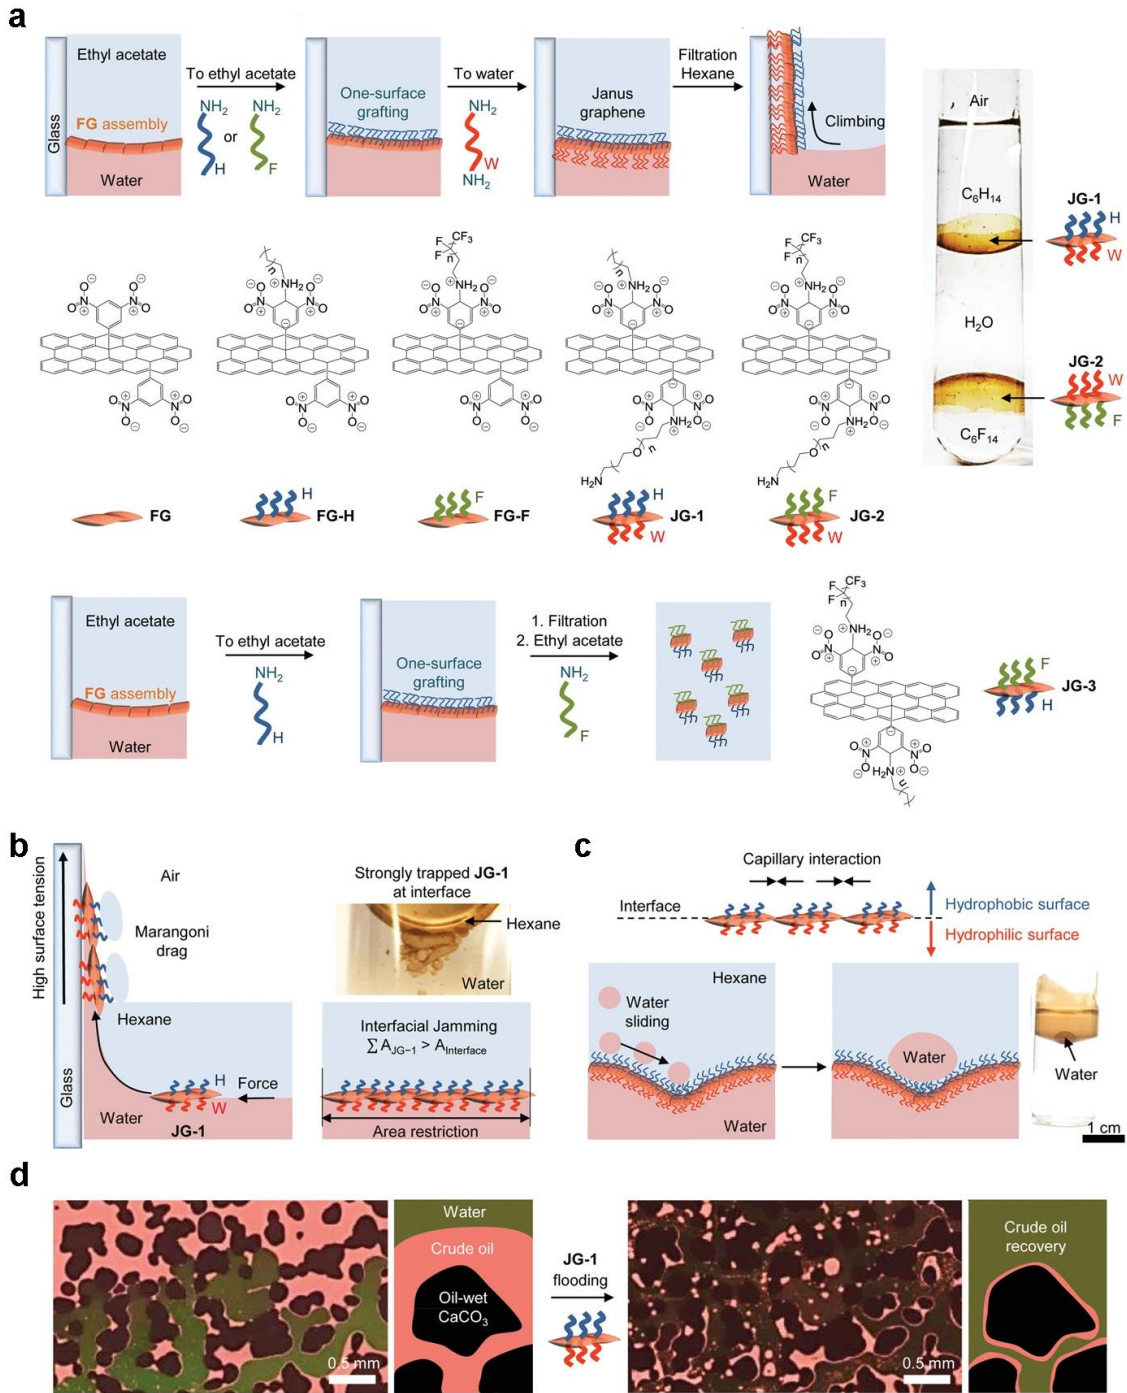 a
Ethyl acetate
FG assembly
Water
Glass
To ethyl acetate
NH2 NH2
or
H F
One-surface
grafting
To water
NH2
W
NH2
Janus
graphene
Filtration
Hexane
Climbing
Water
Air
C6H14
H2O
C6F14
JG-1
H
W
JG-2
W
F
FG
H
FG-H
F
FG-F
H
JG-1
W
F
JG-2
W
Ethyl acetate
FG assembly
Water
To ethyl acetate
NH2
H
One-surface
grafting
1. Filtration
2. Ethyl acetate
NH2
F
F
JG-3
H
b
High surface tension
Glass
Air
Marangoni
drag
Hexane
H
Force
W
Water
JG-1
Strongly trapped JG-1
at interface
Hexane
Water
Interfacial Jamming
∑ AJG−1 > AInterface
Area restriction
c
Capillary interaction
Interface
Hydrophobic surface
Hydrophilic surface
Hexane
Water
sliding
Water
Water
Water
1 cm
d
0.5 mm
Water
Crude oil
Oil-wet
CaCO3
JG-1
flooding
0.5 mm
Crude oil
recovery